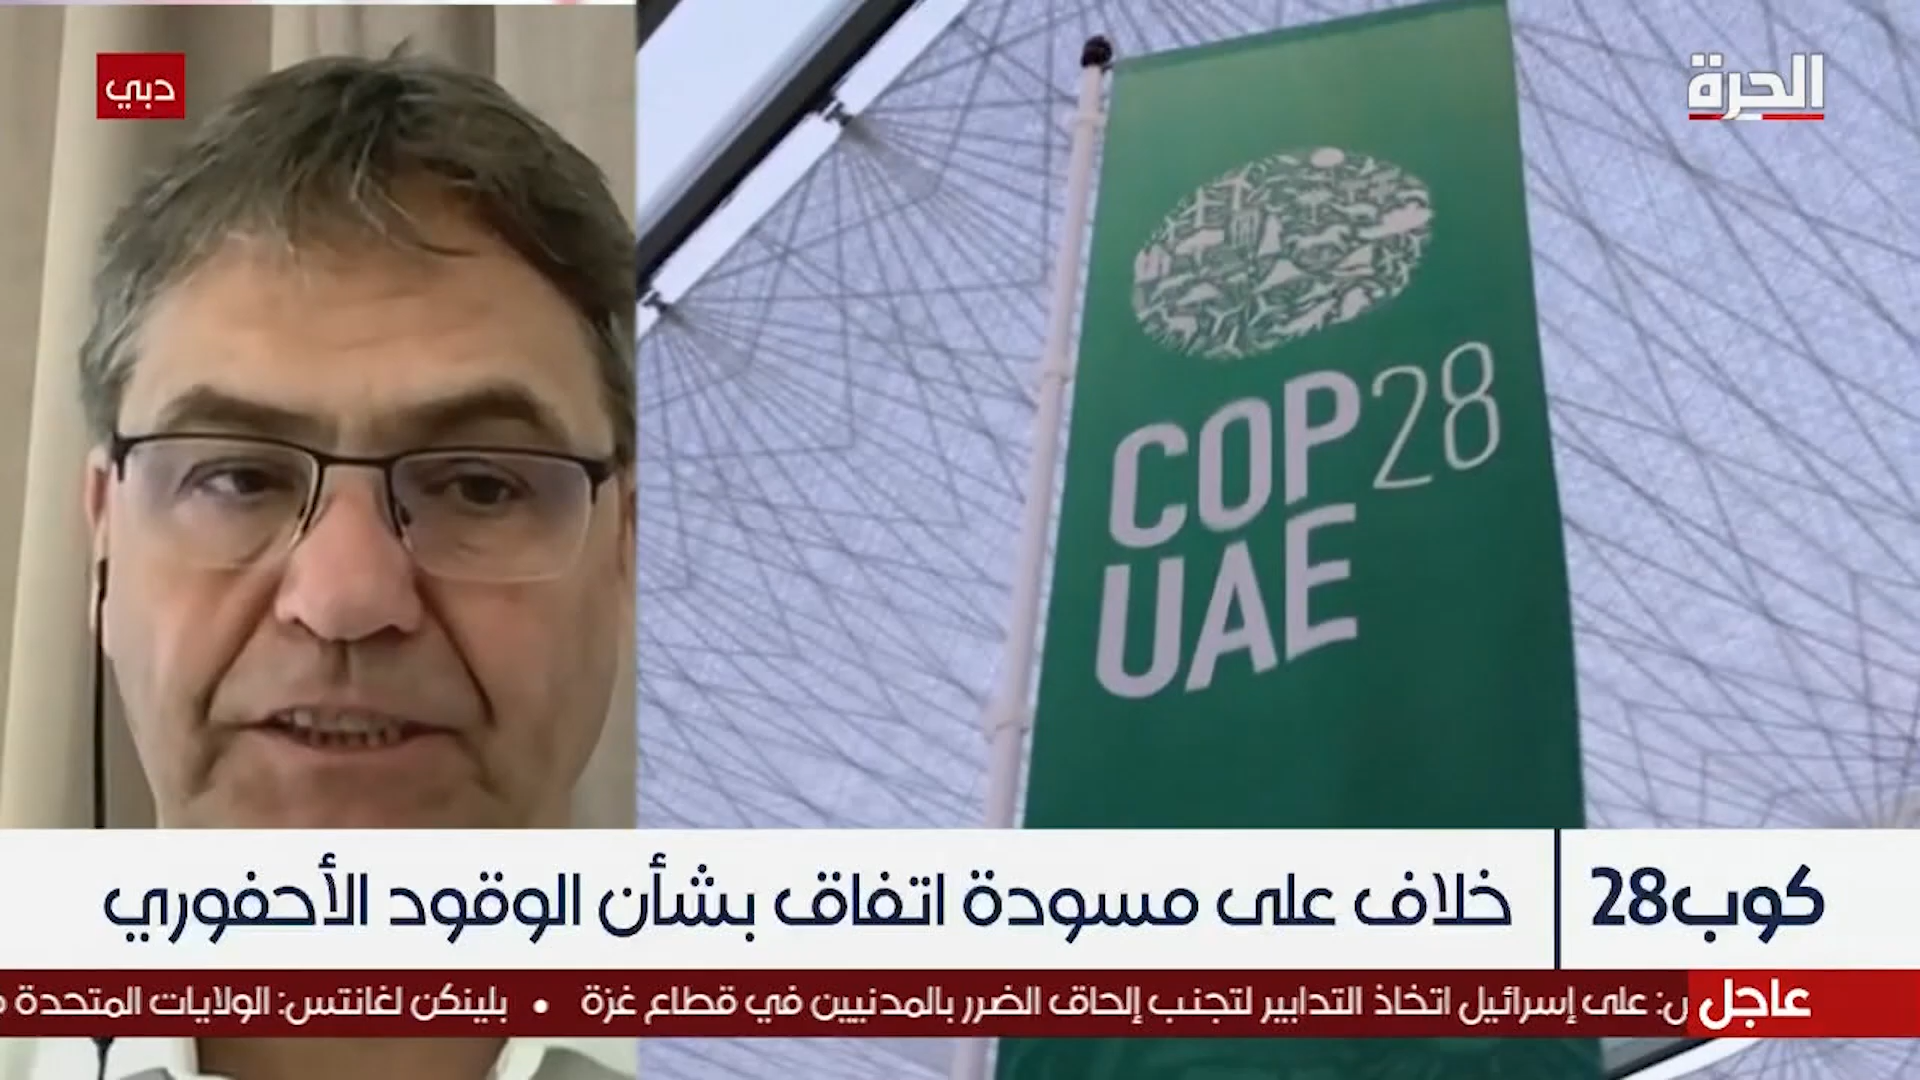 دبي
الحرة
COP28
UAE
كوب28
خلاف على مسودة اتفاق بشأن الوقود الأحفوري
عاجل
على إسرائيل اتخاذ التدابير لتجنب إلحاق الضرر بالمدنيين في قطاع غزة • بلينكن لغانتس: الولايات المتحدة